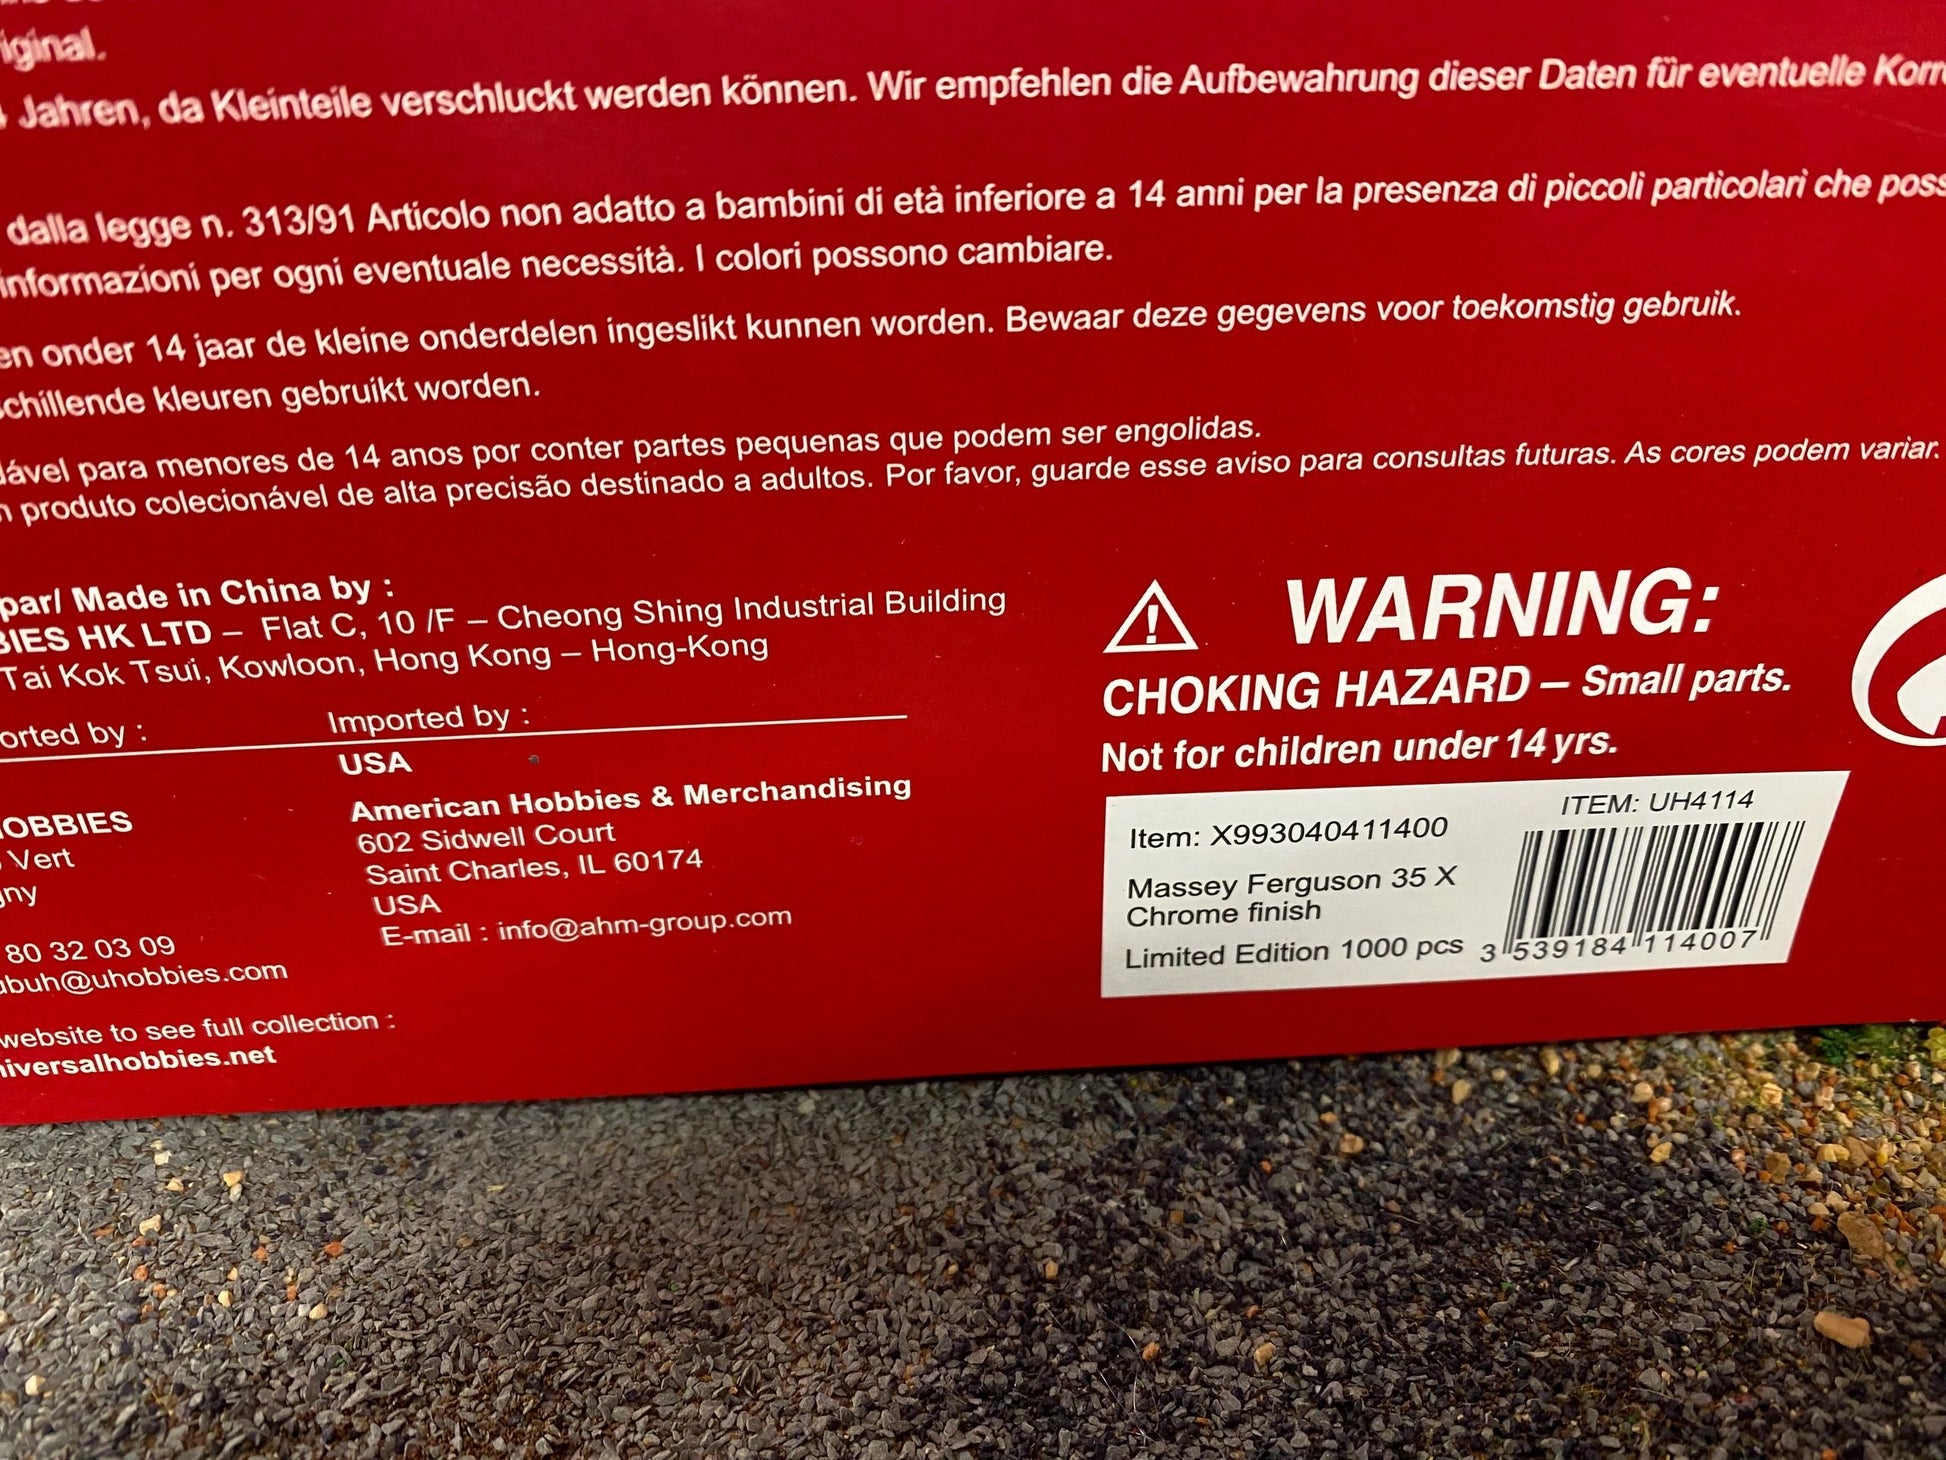 iginal.
Jahren, da Kleinteile verschluckt werden können. Wir empfehlen die Aufbewahrung dieser Daten für eventuelle
dalla legge n. 313/91 Articolo non adatto a bambini di età inferiore a 14 anni per la presenza di piccoli particolari che poss
informazioni per ogni eventuale necessità. I colori possono cambiare.
en onder 14 jaar de kleine onderdelen ingeslikt kunnen worden. Bewaar deze gegevens voor toekomstig gebruik.
schillende kleuren gebruikt worden.
dável para menores de 14 anos por conter partes pequenas que podem ser engolidas.
produto colecionável de alta precisão destinado a adultos. Por favor, guarde esse aviso para consultas futuras. As cores podem variar.
par/ Made in China by :
BIES HK LTD – Flat C, 10 /F – Cheong Shing Industrial Building
Tai Kok Tsui, Kowloon, Hong Kong – Hong-Kong
orted by :
Imported by :
OBBIES
Vert
gny
80 32 03 09
buh@uhobbies.com
website to see full collection :
niversalhobbies.net
USA
American Hobbies & Merchandising
602 Sidwell Court
Saint Charles, IL 60174
USA
E-mail : info@ahm-group.com
WARNING:
CHOKING HAZARD – Small parts.
Not for children under 14 yrs.
ITEM: UH4114
Item: X993040411400
Massey Ferguson 35 X
Chrome finish
Limited Edition 1000 pcs
3 539184 114007